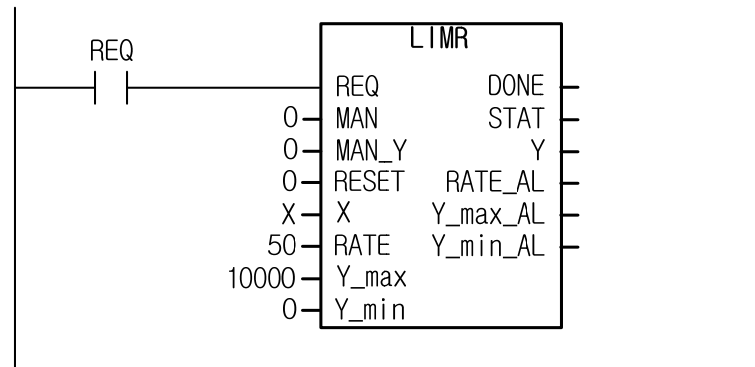 LIMR
REQ
REQ DONE
0 MAN STAT
0 MAN_Y Y
0 RESET RATE_AL
X X Y_max_AL
50 RATE Y_min_AL
10000 Y_max
0 Y_min